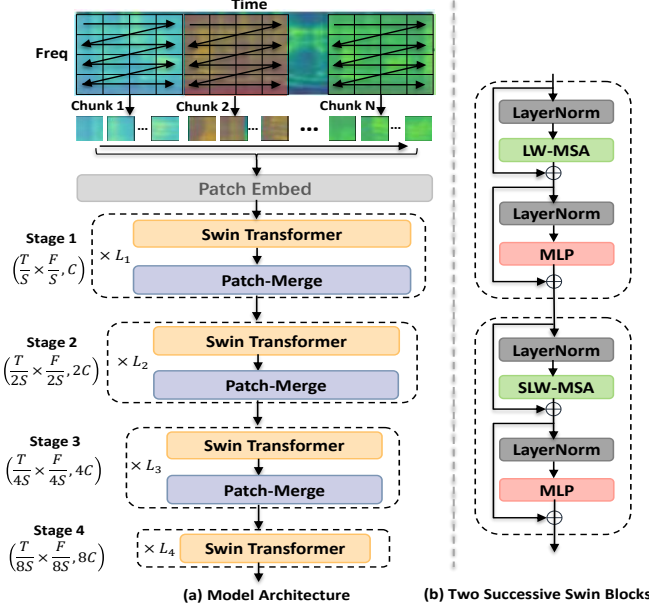 Time
Freq
Chunk 1 Chunk 2 Chunk N
... ... ... ...
Patch Embed
Stage 1
(T/S × F/S, C)
× L₁
Swin Transformer
Patch-Merge
Stage 2
(T/2S × F/2S, 2C)
× L₂
Swin Transformer
Patch-Merge
Stage 3
(T/4S × F/4S, 4C)
× L₃
Swin Transformer
Patch-Merge
Stage 4
(T/8S × F/8S, 8C)
× L₄
Swin Transformer
(a) Model Architecture
LayerNorm
LW-MSA
LayerNorm
MLP
LayerNorm
SLW-MSA
LayerNorm
MLP
(b) Two Successive Swin Blocks